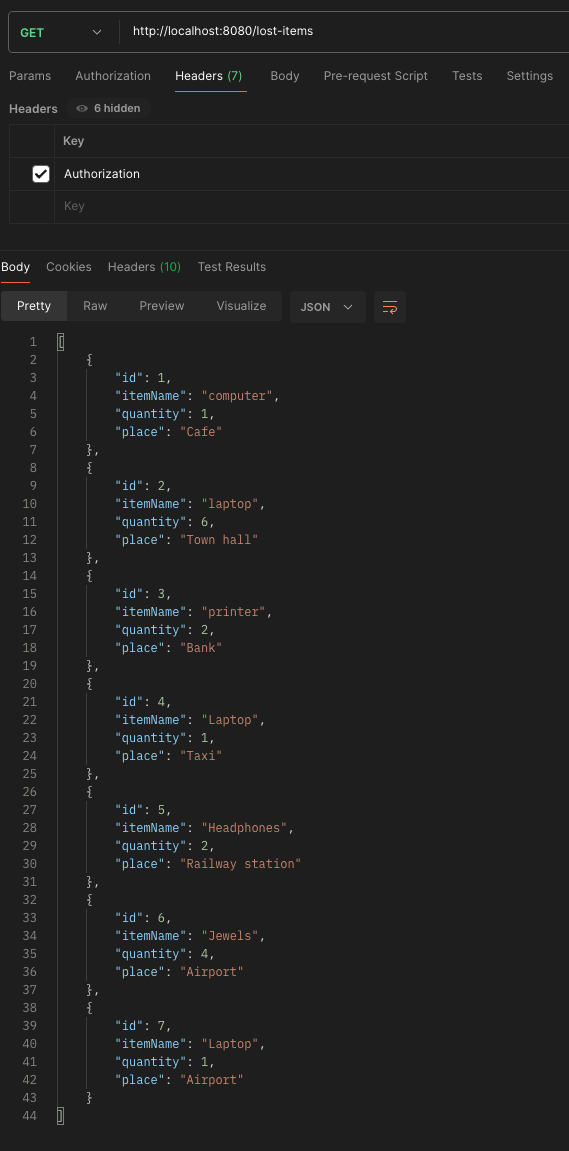 GET http://localhost:8080/lost-items
Params Authorization Headers (7) Body Pre-request Script Tests Settings
Headers 6 hidden
Key
Authorization
Key
Body Cookies Headers (10) Test Results
Pretty Raw Preview Visualize JSON
1 [
2 {
3 "id": 1,
4 "itemName": "computer",
5 "quantity": 1,
6 "place": "Cafe"
7 },
8 {
9 "id": 2,
10 "itemName": "laptop",
11 "quantity": 6,
12 "place": "Town hall"
13 },
14 {
15 "id": 3,
16 "itemName": "printer",
17 "quantity": 2,
18 "place": "Bank"
19 },
20 {
21 "id": 4,
22 "itemName": "Laptop",
23 "quantity": 1,
24 "place": "Taxi"
25 },
26 {
27 "id": 5,
28 "itemName": "Headphones",
29 "quantity": 2,
30 "place": "Railway station"
31 },
32 {
33 "id": 6,
34 "itemName": "Jewels",
35 "quantity": 4,
36 "place": "Airport"
37 },
38 {
39 "id": 7,
40 "itemName": "Laptop",
41 "quantity": 1,
42 "place": "Airport"
43 }
44 ]